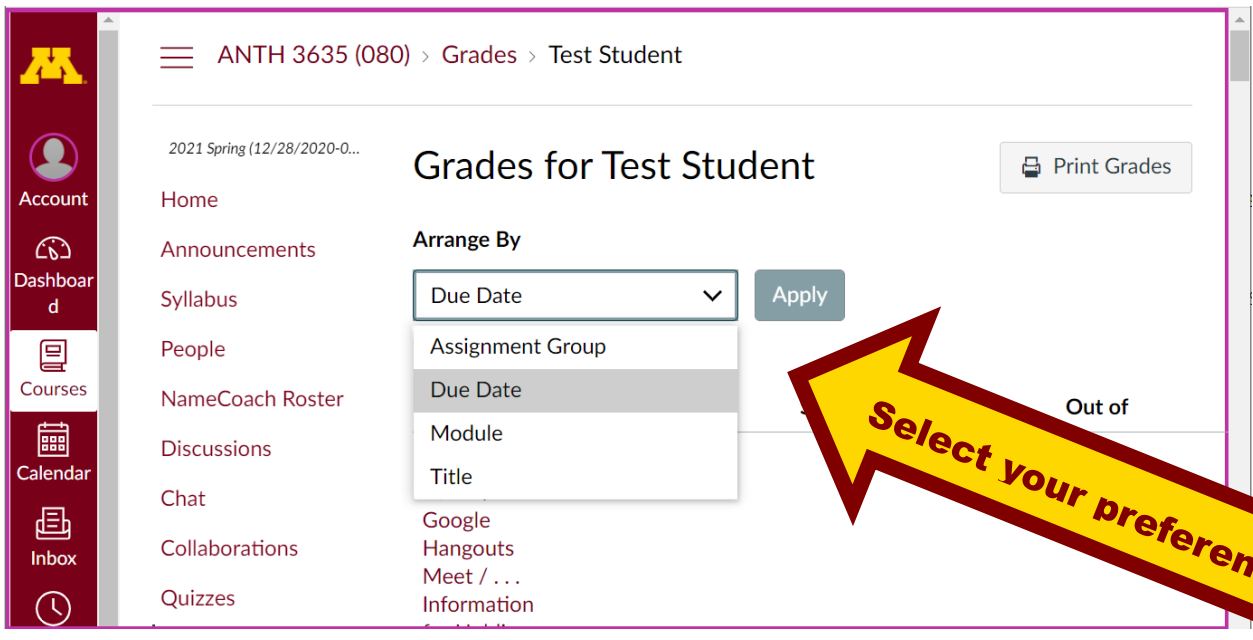 M
ANTH 3635 (080) > Grades > Test Student
Account
Dashboar
d
Courses
Calendar
Inbox
2021 Spring (12/28/2020-0...
Home
Announcements
Syllabus
People
NameCoach Roster
Discussions
Chat
Collaborations
Quizzes
Grades for Test Student
Print Grades
Arrange By
Due Date
Apply
Assignment Group
Due Date
Module
Title
Out of
Google
Hangouts
Meet / . . .
Information
Select your preferen